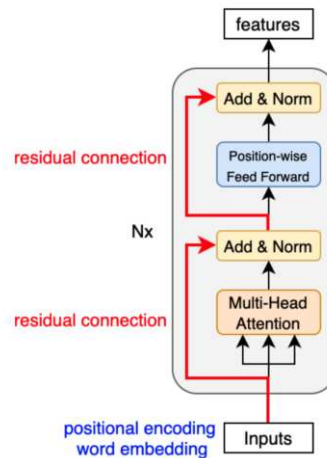 features
Add & Norm
residual connection
Position-wise
Feed Forward
Nx
Add & Norm
residual connection
Multi-Head
Attention
positional encoding
word embedding
Inputs